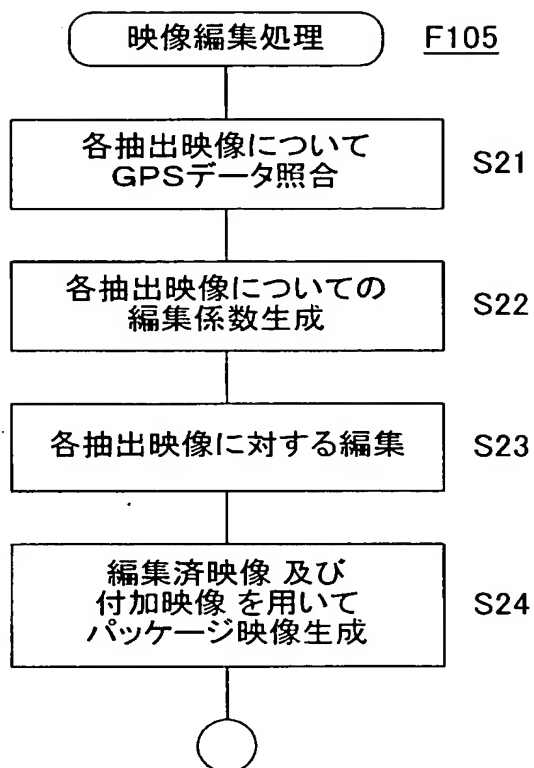 映像編集処理 F105
各抽出映像について
GPSデータ照合
S21
各抽出映像についての
編集係数生成
S22
各抽出映像に対する編集 S23
編集済映像 及び
付加映像 を用いて
パッケージ映像生成
S24